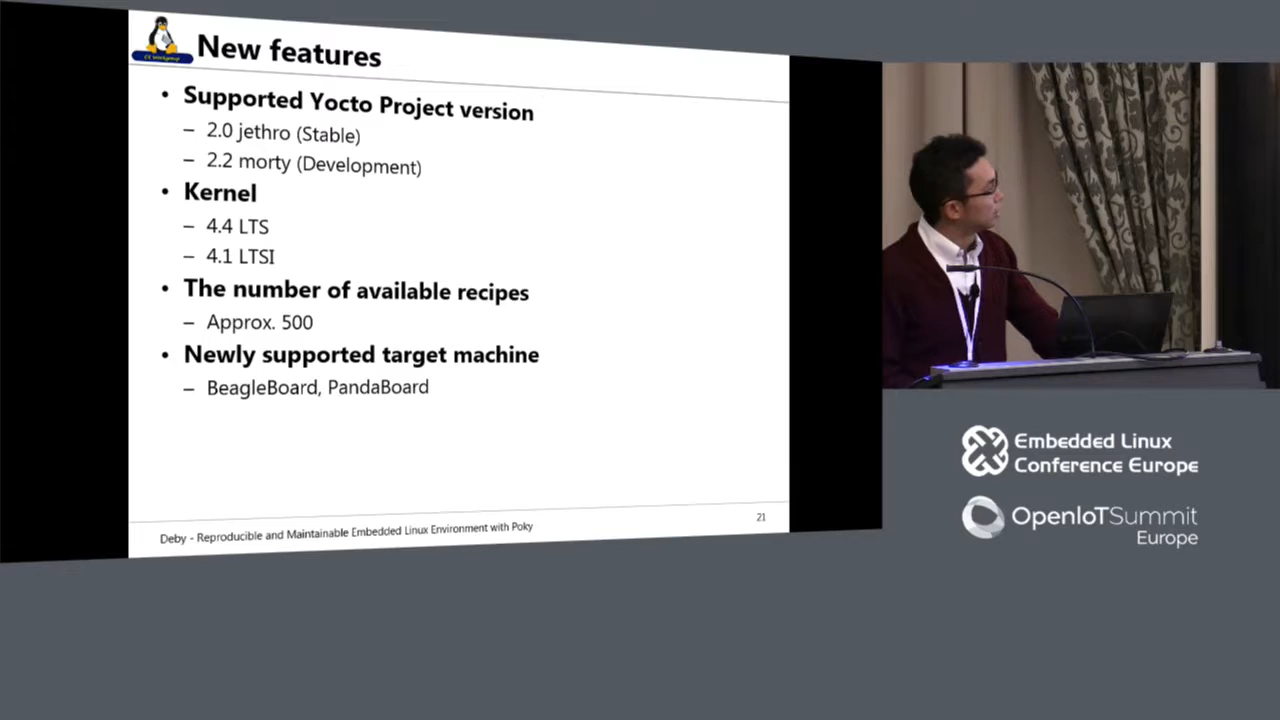 New features
• Supported Yocto Project version
– 2.0 jethro (Stable)
– 2.2 morty (Development)
• Kernel
– 4.4 LTS
– 4.1 LTSI
• The number of available recipes
– Approx. 500
• Newly supported target machine
– BeagleBoard, PandaBoard
Deby - Reproducible and Maintainable Embedded Linux Environment with Poky
21
Embedded Linux
Conference Europe
OpenIoTSummit
Europe